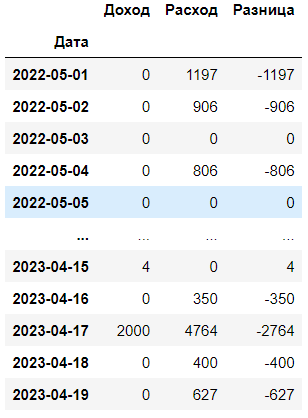 Доход Расход Разница
Дата
2022-05-01 0 1197 -1197
2022-05-02 0 906 -906
2022-05-03 0 0 0
2022-05-04 0 806 -806
2022-05-05 0 0 0
... ... ... ...
2023-04-15 4 0 4
2023-04-16 0 350 -350
2023-04-17 2000 4764 -2764
2023-04-18 0 400 -400
2023-04-19 0 627 -627